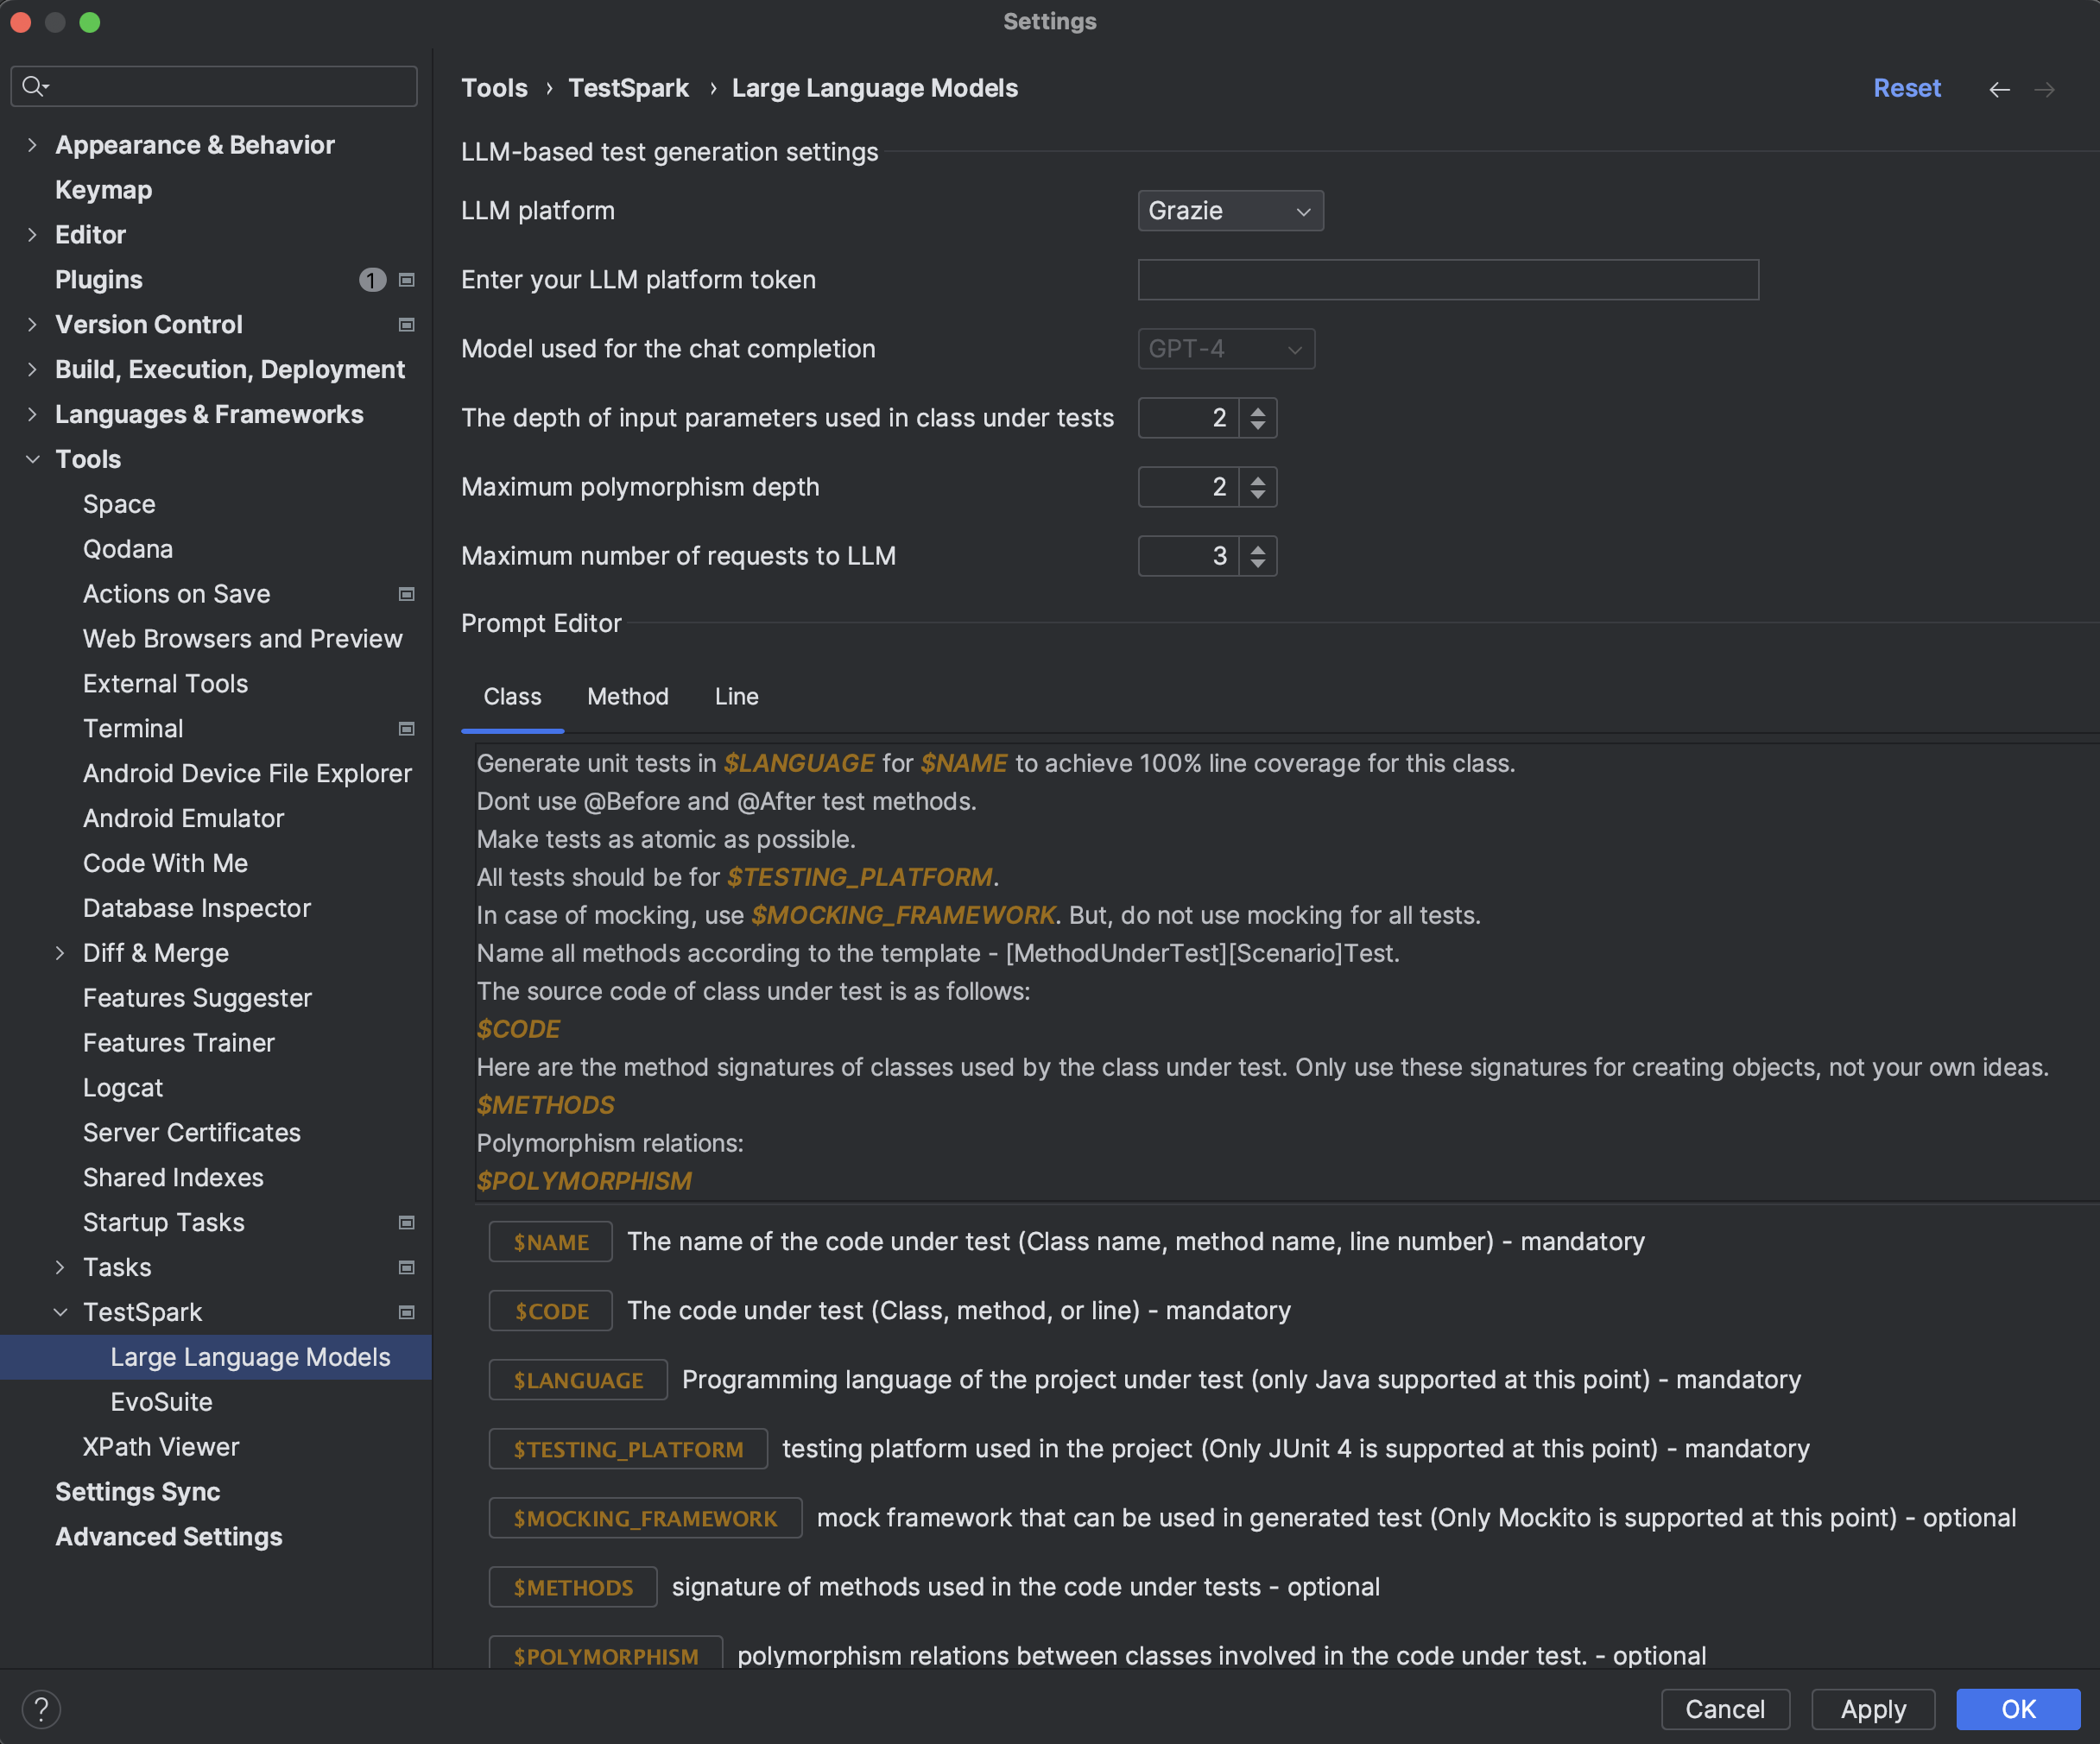 Settings
Appearance & Behavior
Keymap
Editor
Plugins 1
Version Control
Build, Execution, Deployment
Languages & Frameworks
Tools
Space
Qodana
Actions on Save
Web Browsers and Preview
External Tools
Terminal
Android Device File Explorer
Android Emulator
Code With Me
Database Inspector
Diff & Merge
Features Suggester
Features Trainer
Logcat
Server Certificates
Shared Indexes
Startup Tasks
Tasks
TestSpark
Large Language Models
EvoSuite
XPath Viewer
Settings Sync
Advanced Settings
Tools › TestSpark › Large Language Models
Reset
LLM-based test generation settings
LLM platform Grazie
Enter your LLM platform token
Model used for the chat completion GPT-4
The depth of input parameters used in class under tests 2
Maximum polymorphism depth 2
Maximum number of requests to LLM 3
Prompt Editor
Class Method Line
Generate unit tests in $LANGUAGE for $NAME to achieve 100% line coverage for this class.
Dont use @Before and @After test methods.
Make tests as atomic as possible.
All tests should be for $TESTING_PLATFORM.
In case of mocking, use $MOCKING_FRAMEWORK. But, do not use mocking for all tests.
Name all methods according to the template - [MethodUnderTest][Scenario]Test.
The source code of class under test is as follows:
$CODE
Here are the method signatures of classes used by the class under test. Only use these signatures for creating objects, not your own ideas.
$METHODS
Polymorphism relations:
$POLYMORPHISM
$NAME The name of the code under test (Class name, method name, line number) - mandatory
$CODE The code under test (Class, method, or line) - mandatory
$LANGUAGE Programming language of the project under test (only Java supported at this point) - mandatory
$TESTING_PLATFORM testing platform used in the project (Only JUnit 4 is supported at this point) - mandatory
$MOCKING_FRAMEWORK mock framework that can be used in generated test (Only Mockito is supported at this point) - optional
$METHODS signature of methods used in the code under tests - optional
$POLYMORPHISM polymorphism relations between classes involved in the code under test. - optional
?
Cancel Apply OK